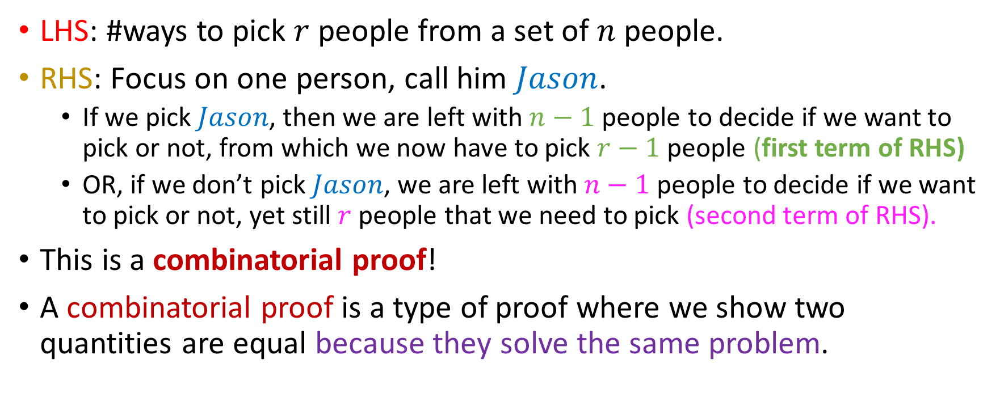 • LHS: #ways to pick r people from a set of n people.
• RHS: Focus on one person, call him Jason.
• If we pick Jason, then we are left with n − 1 people to decide if we want to
pick or not, from which we now have to pick r − 1 people (first term of RHS)
• OR, if we don’t pick Jason, we are left with n − 1 people to decide if we want
to pick or not, yet still r people that we need to pick (second term of RHS).
• This is a combinatorial proof!
• A combinatorial proof is a type of proof where we show two
quantities are equal because they solve the same problem.